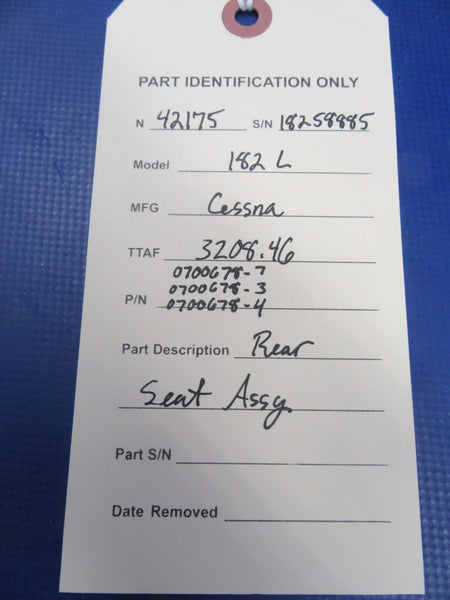 PART IDENTIFICATION ONLY
N 42175 S/N 18258885
Model 182 L
MFG Cessna
TTAF 3208.46
0700678-7
0700678-3
P/N 0700678-4
Part Description Rear
Seat Assy.
Part S/N
Date Removed